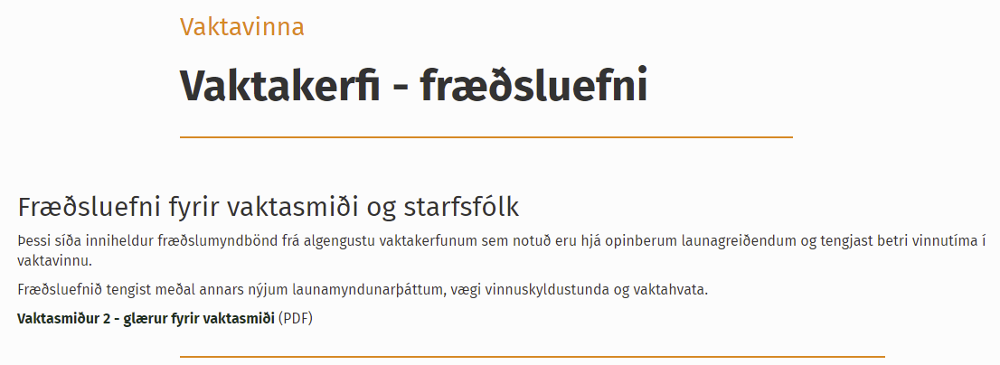 Vaktavinna
Vaktakerfi - fræðsluefni
Fræðsluefni fyrir vaktasmiði og starfsfólk
Þessi síða inniheldur fræðslumyndbönd frá algengustu vaktakerfunum sem notuð eru hjá opinberum launagreiðendum og tengjast betri vinnutíma í
vaktavinnu.
Fræðsluefnið tengist meðal annars nýjum launamyndunarþáttum, vægi vinnuskyldustunda og vaktahvata.
Vaktasmiður 2 - glærur fyrir vaktasmiði (PDF)